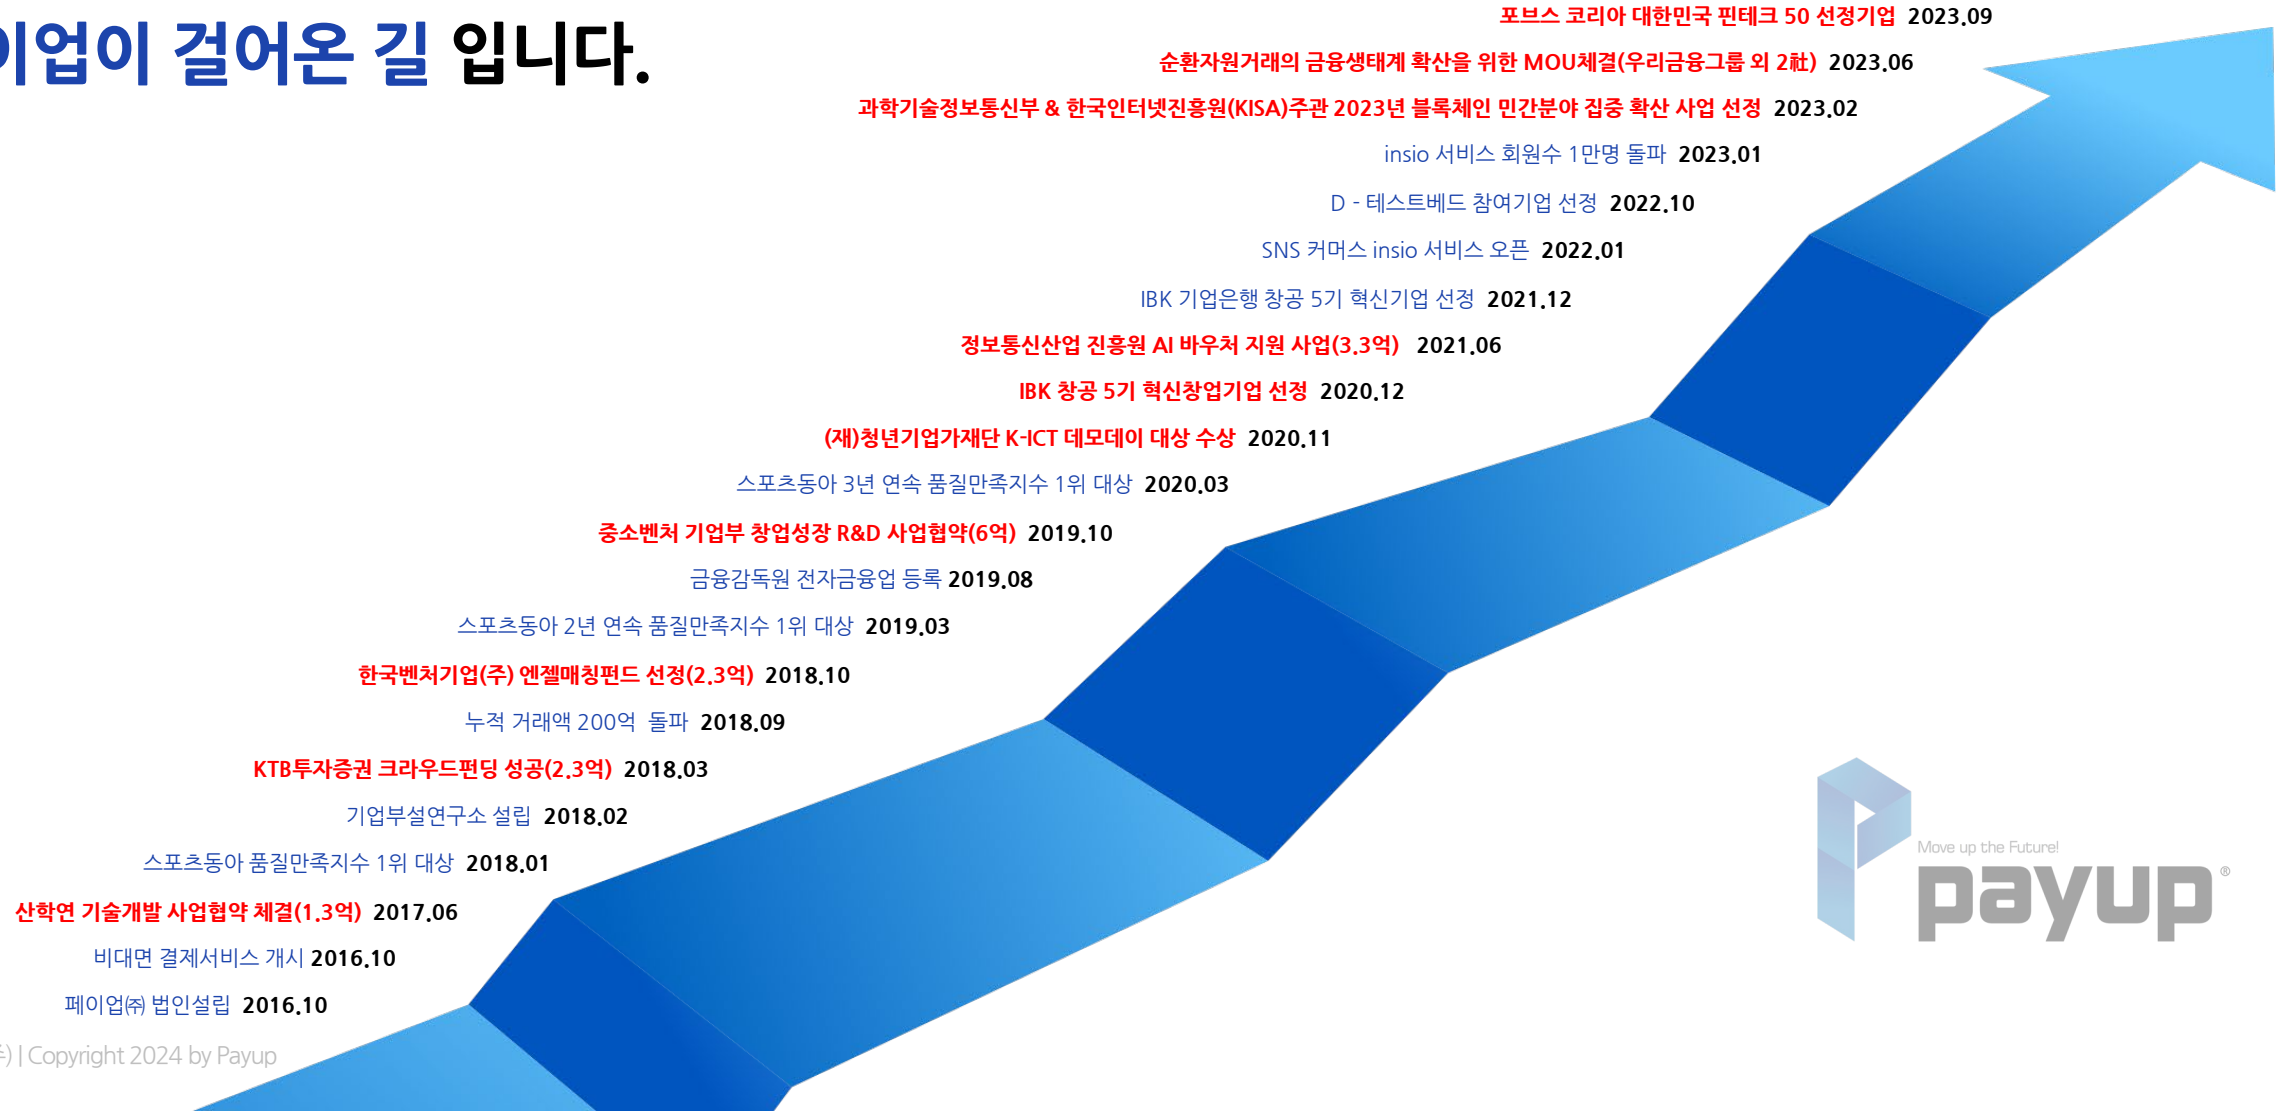 이업이 걸어온 길 입니다.
포브스 코리아 대한민국 핀테크 50 선정기업 2023.09
순환자원거래의 금융생태계 확산을 위한 MOU체결(우리금융그룹 외 2社) 2023.06
과학기술정보통신부 & 한국인터넷진흥원(KISA)주관 2023년 블록체인 민간분야 집중 확산 사업 선정 2023.02
insio 서비스 회원수 1만명 돌파 2023.01
D - 테스트베드 참여기업 선정 2022.10
SNS 커머스 insio 서비스 오픈 2022.01
IBK 기업은행 창공 5기 혁신기업 선정 2021.12
정보통신산업 진흥원 AI 바우처 지원 사업(3.3억) 2021.06
IBK 창공 5기 혁신창업기업 선정 2020.12
(재)청년기업가재단 K-ICT 데모데이 대상 수상 2020.11
스포츠동아 3년 연속 품질만족지수 1위 대상 2020.03
중소벤처 기업부 창업성장 R&D 사업협약(6억) 2019.10
금융감독원 전자금융업 등록 2019.08
스포츠동아 2년 연속 품질만족지수 1위 대상 2019.03
한국벤처기업(주) 엔젤매칭펀드 선정(2.3억) 2018.10
누적 거래액 200억 돌파 2018.09
KTB투자증권 크라우드펀딩 성공(2.3억) 2018.03
기업부설연구소 설립 2018.02
스포츠동아 품질만족지수 1위 대상 2018.01
산학연 기술개발 사업협약 체결(1.3억) 2017.06
비대면 결제서비스 개시 2016.10
페이업㈜ 법인설립 2016.10
) | Copyright 2024 by Payup
Move up the Future!
payup®